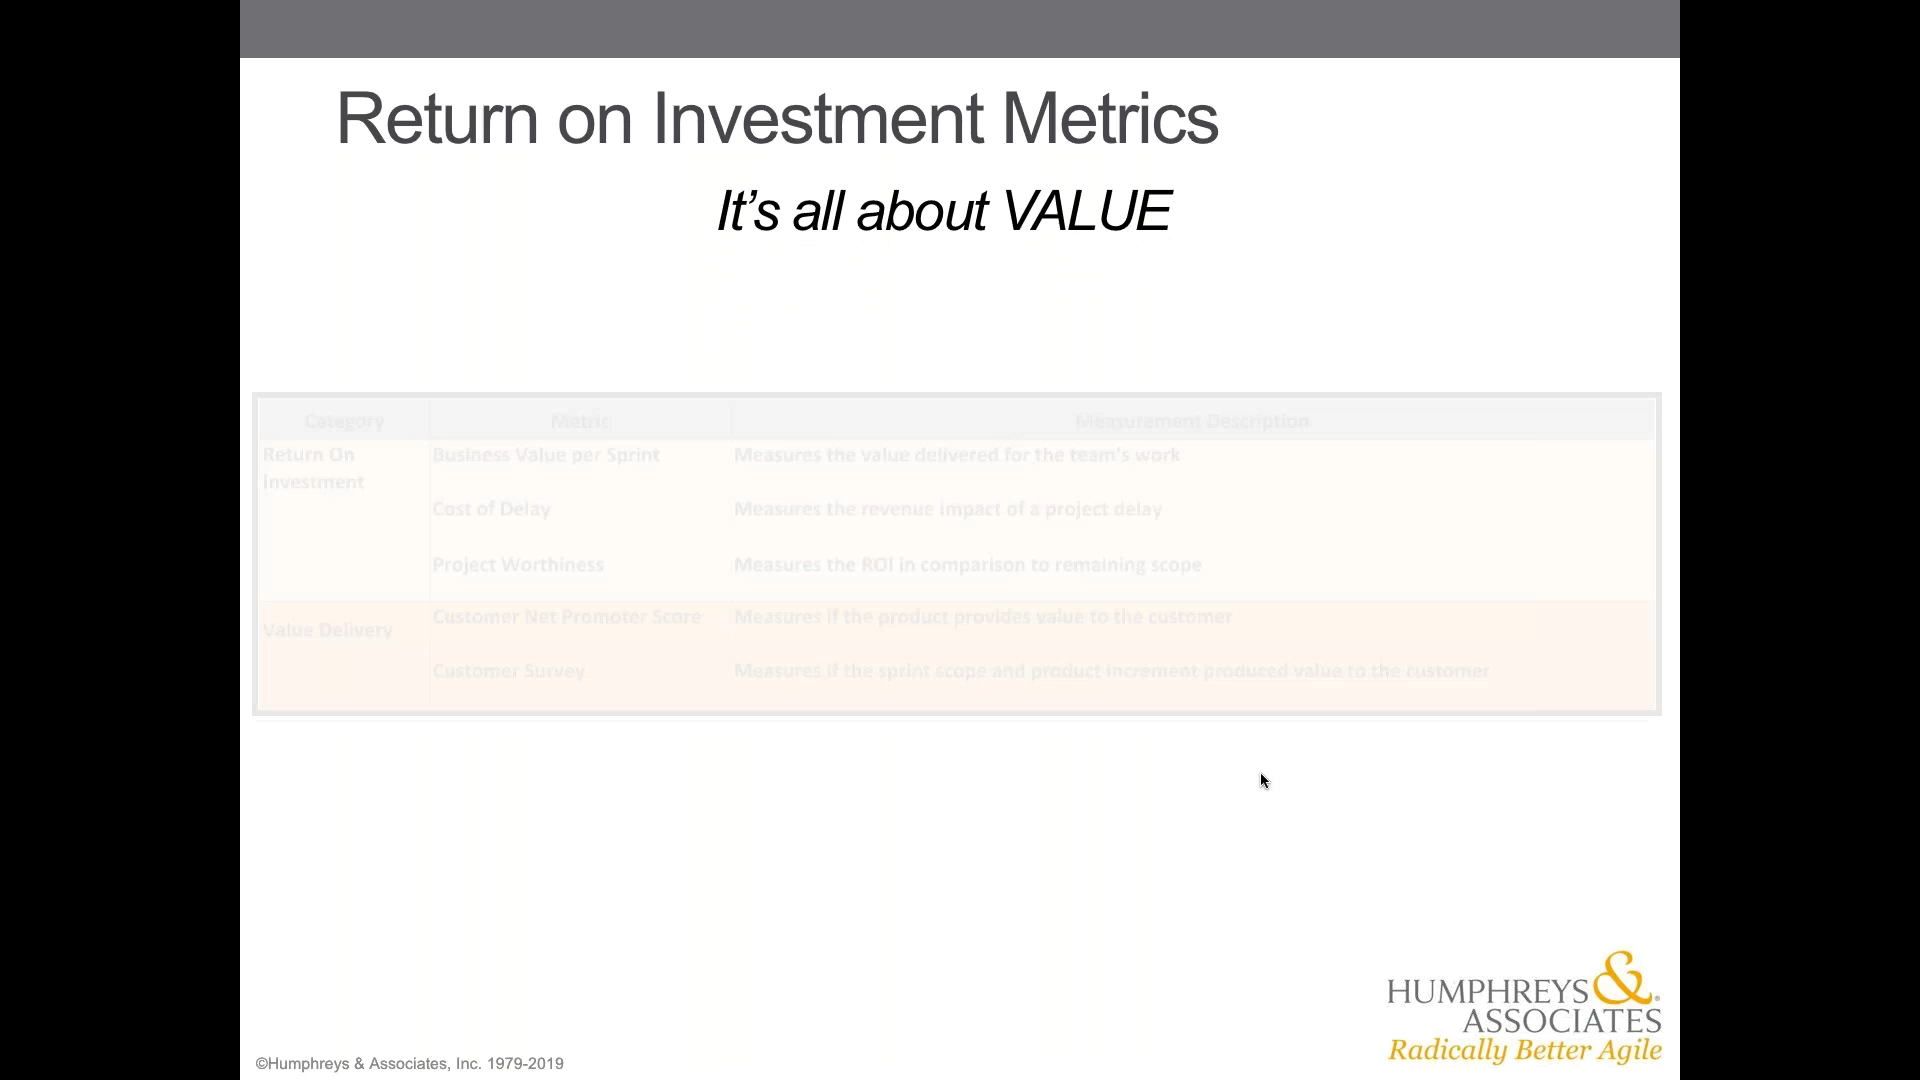 Return on Investment Metrics
It's all about VALUE
Category Metric Measurement Description
Return On Investment
Business Value per Sprint Measures the value delivered for the team's work
Cost of Delay Measures the revenue impact of a project delay
Project Worthiness Measures the ROI in comparison to remaining scope
Value Delivery
Customer Net Promoter Score Measures if the product provides value to the customer
Customer Survey Measures if the sprint scope and product increment produced value to the customer
HUMPHREYS &
ASSOCIATES
Radically Better Agile
©Humphreys & Associates, Inc. 1979-2019